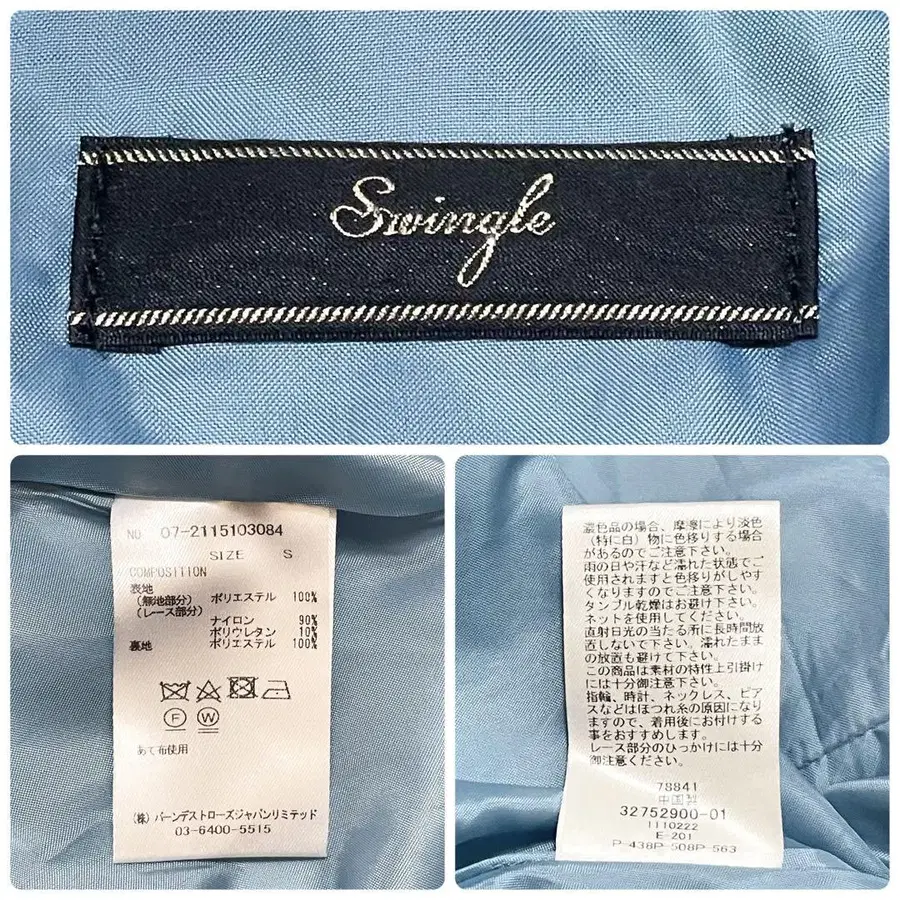 Swingle
NO 07-2115103084
SIZE S
COMPOSITION
表地
(無地部分) ポリエステル 100%
(レース部分)
ナイロン 90%
ポリウレタン 10%
裏地 ポリエステル 100%
F W
あて布使用
(株) バーンデストローズジャパンリミテッド
03-6400-5515
濃色品の場合、摩擦により淡色
(特に白)物に色移りする場合
があるのでご注意下さい。
雨の日や汗など濡れた状態でご
使用されますと色移りがしやす
くなりますのでご注意下さい。
タンブル乾燥はお避け下さい。
ネットを使用してください。
直射日光の当たる所に長時間放
置しないで下さい。濡れたまま
の放置も避けて下さい。
この商品は素材の特性上引掛け
には十分御注意下さい。
指輪、時計、ネックレス、ピア
スなどはほつれ糸の原因になり
ますので、着用後にお付けする
事をおすすめします。
レース部分のひっかけには十分
御注意ください。
78841
中国製
32752900-01
1110222
E-201
P-438P-508P-563